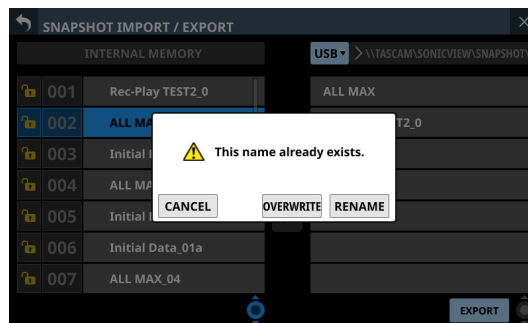 SNAPSHOT IMPORT / EXPORT
INTERNAL MEMORY
USB
\\TASCAM\SONICVIEW\SNAPSHOT\
001 Rec-Play TEST2_0
ALL MAX
002 ALL MA
T2_0
003 Initial
004 ALL MA
005 Initial
006 Initial Data_01a
007 ALL MAX_04
This name already exists.
CANCEL
OVERWRITE
RENAME
EXPORT